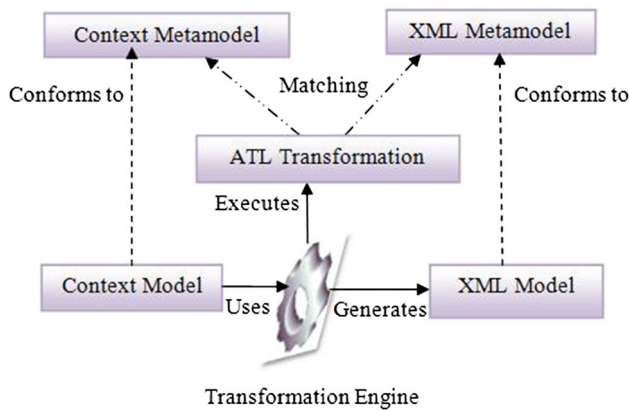 Context Metamodel
XML Metamodel
Conforms to
Matching
Conforms to
ATL Transformation
Executes
Context Model
XML Model
Uses
Generates
Transformation Engine